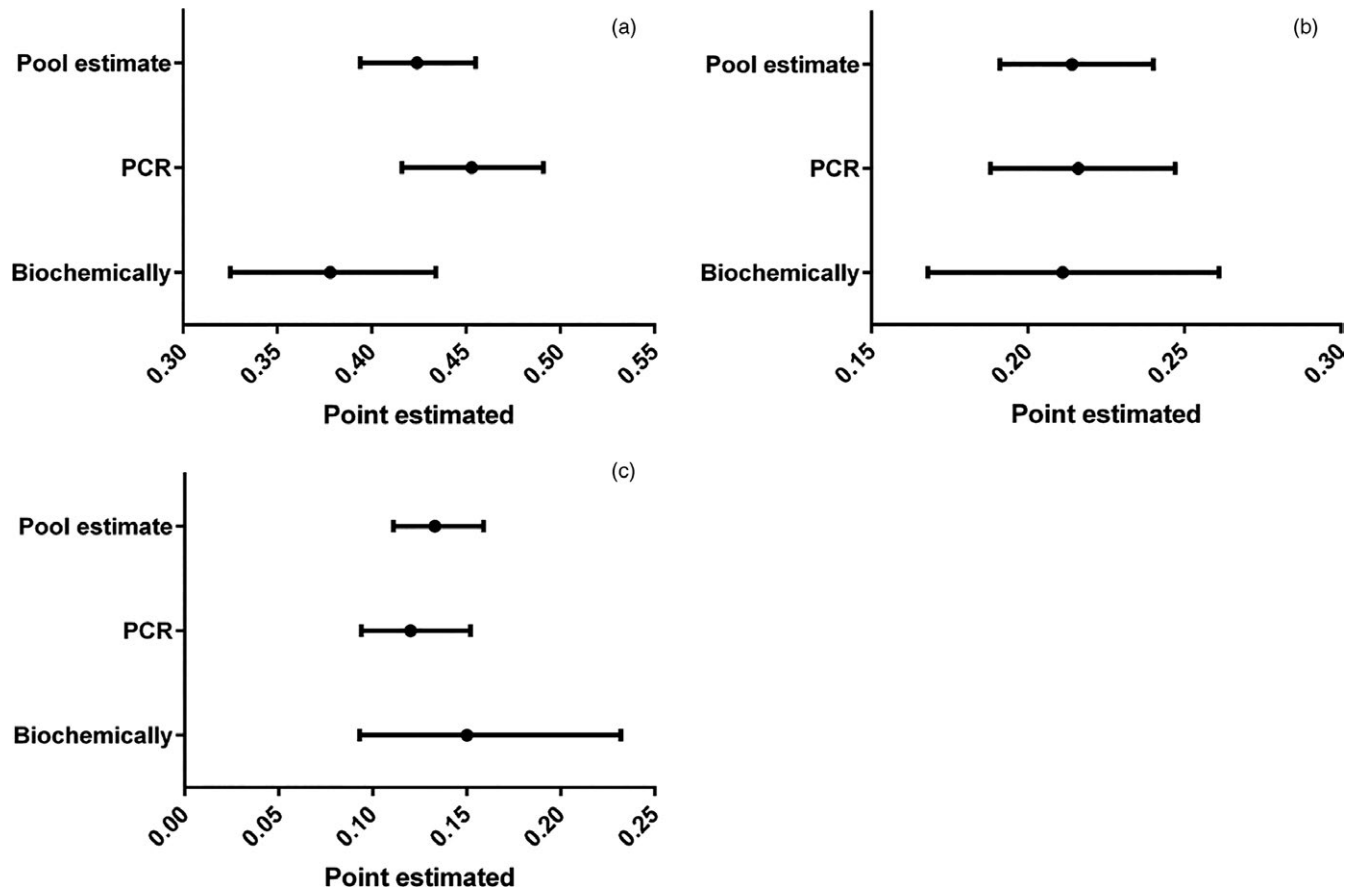 (a)
Pool estimate
PCR
Biochemically
0.30 0.35 0.40 0.45 0.50 0.55
Point estimated
(b)
Pool estimate
PCR
Biochemically
0.15 0.20 0.25 0.30
Point estimated
(c)
Pool estimate
PCR
Biochemically
0.00 0.05 0.10 0.15 0.20 0.25
Point estimated